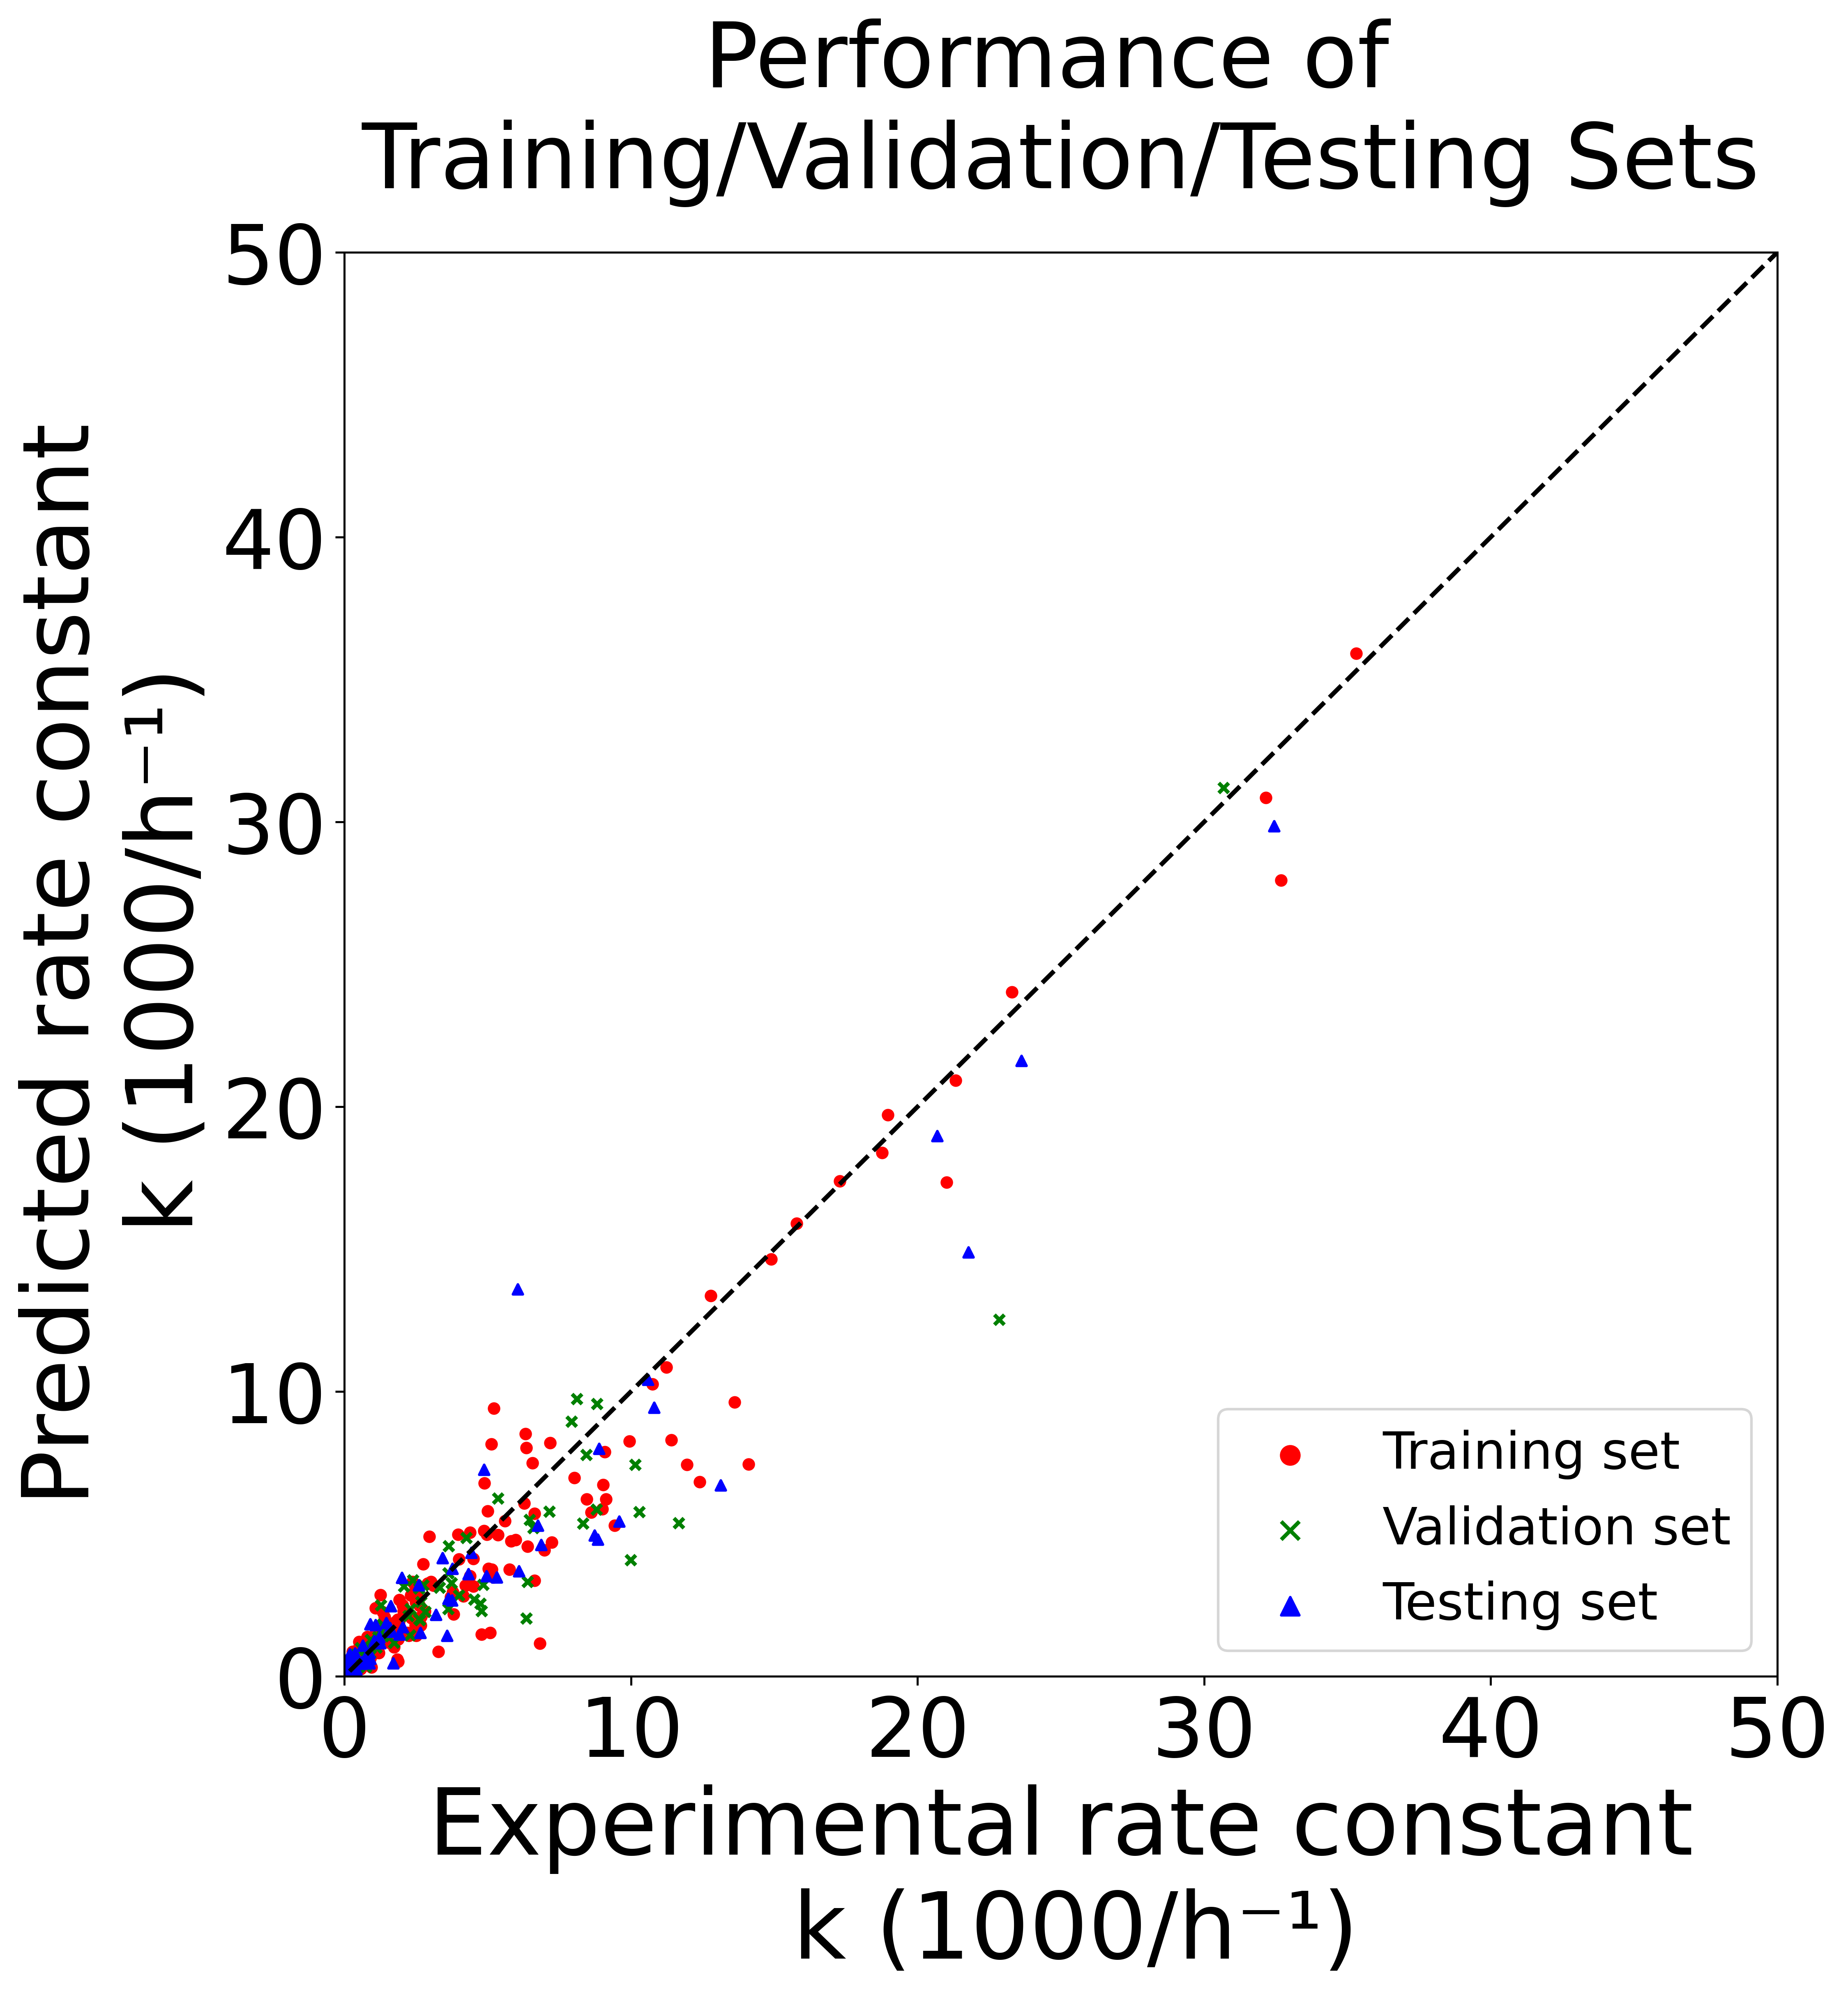 Performance of
Training/Validation/Testing Sets
Predicted rate constant
k (1000/h⁻¹)
50
40
30
20
10
0
0 10 20 30 40 50
Experimental rate constant
k (1000/h⁻¹)
Training set
Validation set
Testing set